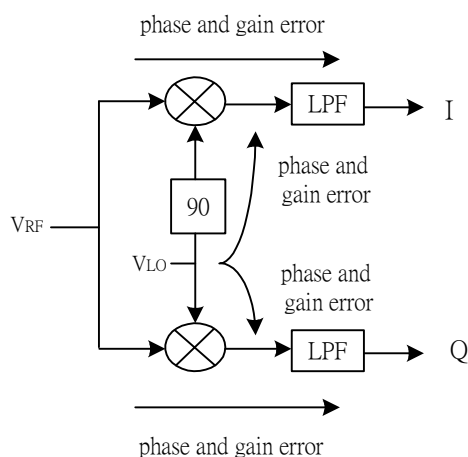 phase and gain error
LPF
I
phase and
gain error
90
VRF
VLO
phase and
gain error
LPF
Q
phase and gain error